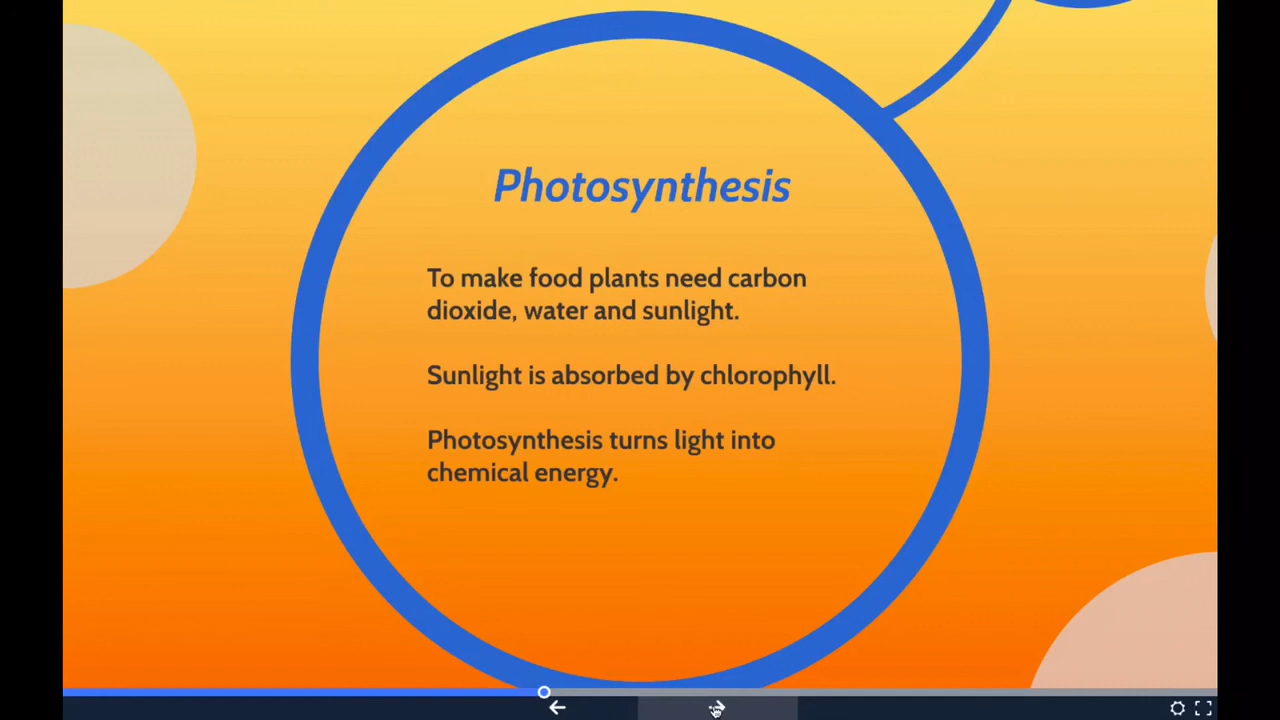 Photosynthesis
To make food plants need carbon
dioxide, water and sunlight.
Sunlight is absorbed by chlorophyll.
Photosynthesis turns light into
chemical energy.